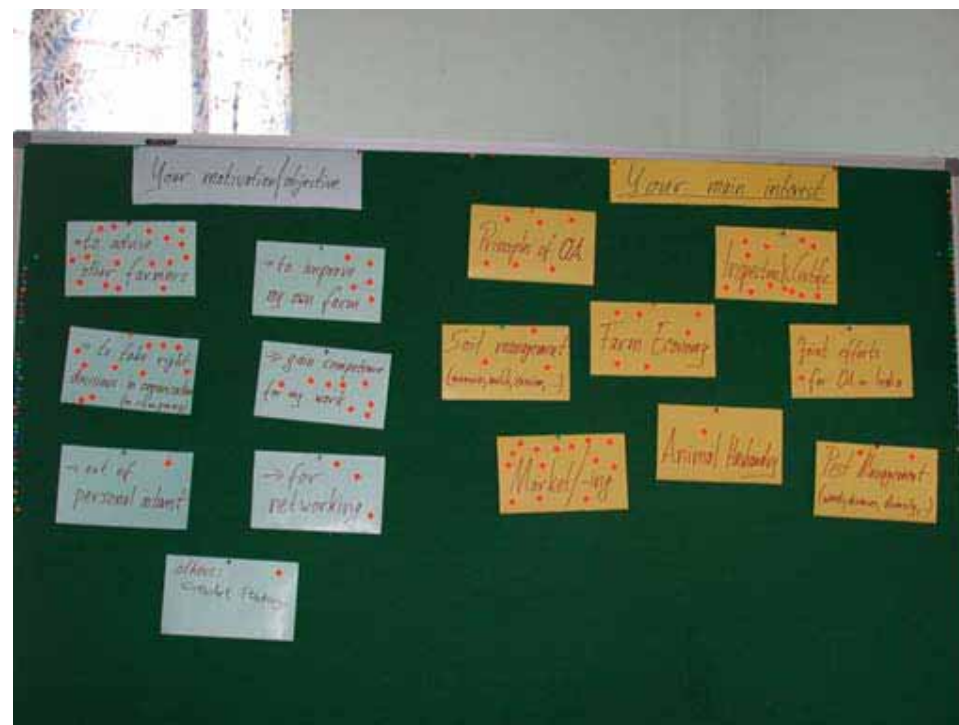 Your motivation/objective
to advise
other farmers
→ to improve
my own farm
→ to take right
decisions in organisation
→ gain competence
for my work
→ out of
personal interest
→ for
networking
others:
Your main interest
Principles of OA
Inspection&Certific
Soil management
Farm Economy
Joint efforts
for OA in India
Market/-ing
Animal Husbandry
Pest Management